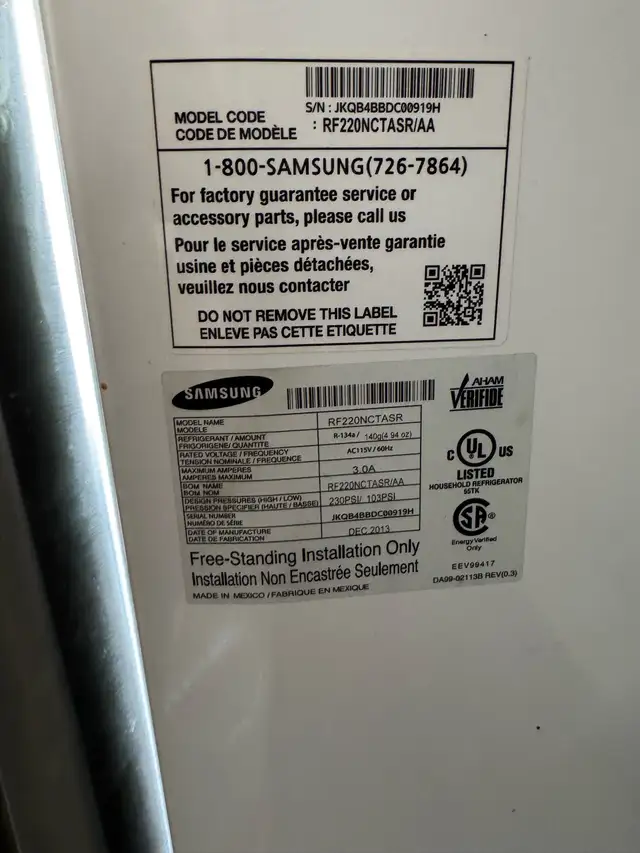 S/N : JKQB4BBDC00919H
MODEL CODE
CODE DE MODÈLE : RF220NCTASR/AA
1-800-SAMSUNG(726-7864)
For factory guarantee service or
accessory parts, please call us
Pour le service après-vente garantie
usine et pièces détachées,
veuillez nous contacter
DO NOT REMOVE THIS LABEL
ENLEVE PAS CETTE ETIQUETTE
SAMSUNG
AHAM
VERIFIDE
MODEL NAME
MODELE
RF220NCTASR
REFRIGERANT / AMOUNT
FRIGORIGENE/ QUANTITE
R-134a / 140g(4.94 oz)
RATED VOLTAGE / FREQUENCY
TENSION NOMINALE / FREQUENCE
AC115V / 60Hz
MAXIMUM AMPERES
AMPERES MAXIMUM
3.0A
BOM NAME
BOM NOM
RF220NCTASR/AA
DESIGN PRESSURES (HIGH / LOW)
PRESSION SPECIFIER (HAUTE / BASSE)
230PSI/ 103PSI
SERIAL NUMBER
NUMÉRO DE SÉRIE
JKQB4BBDC00919H
DATE OF MANUFACTURE
DATE DE FABRICATION
DEC.2013
C UL US
LISTED
HOUSEHOLD REFRIGERATOR
55TK
SA
Energy Verified
Only
EEV99417
DA99-02113B REV(0.3)
Free-Standing Installation Only
Installation Non Encastrée Seulement
MADE IN MEXICO / FABRIQUE EN MEXIQUE